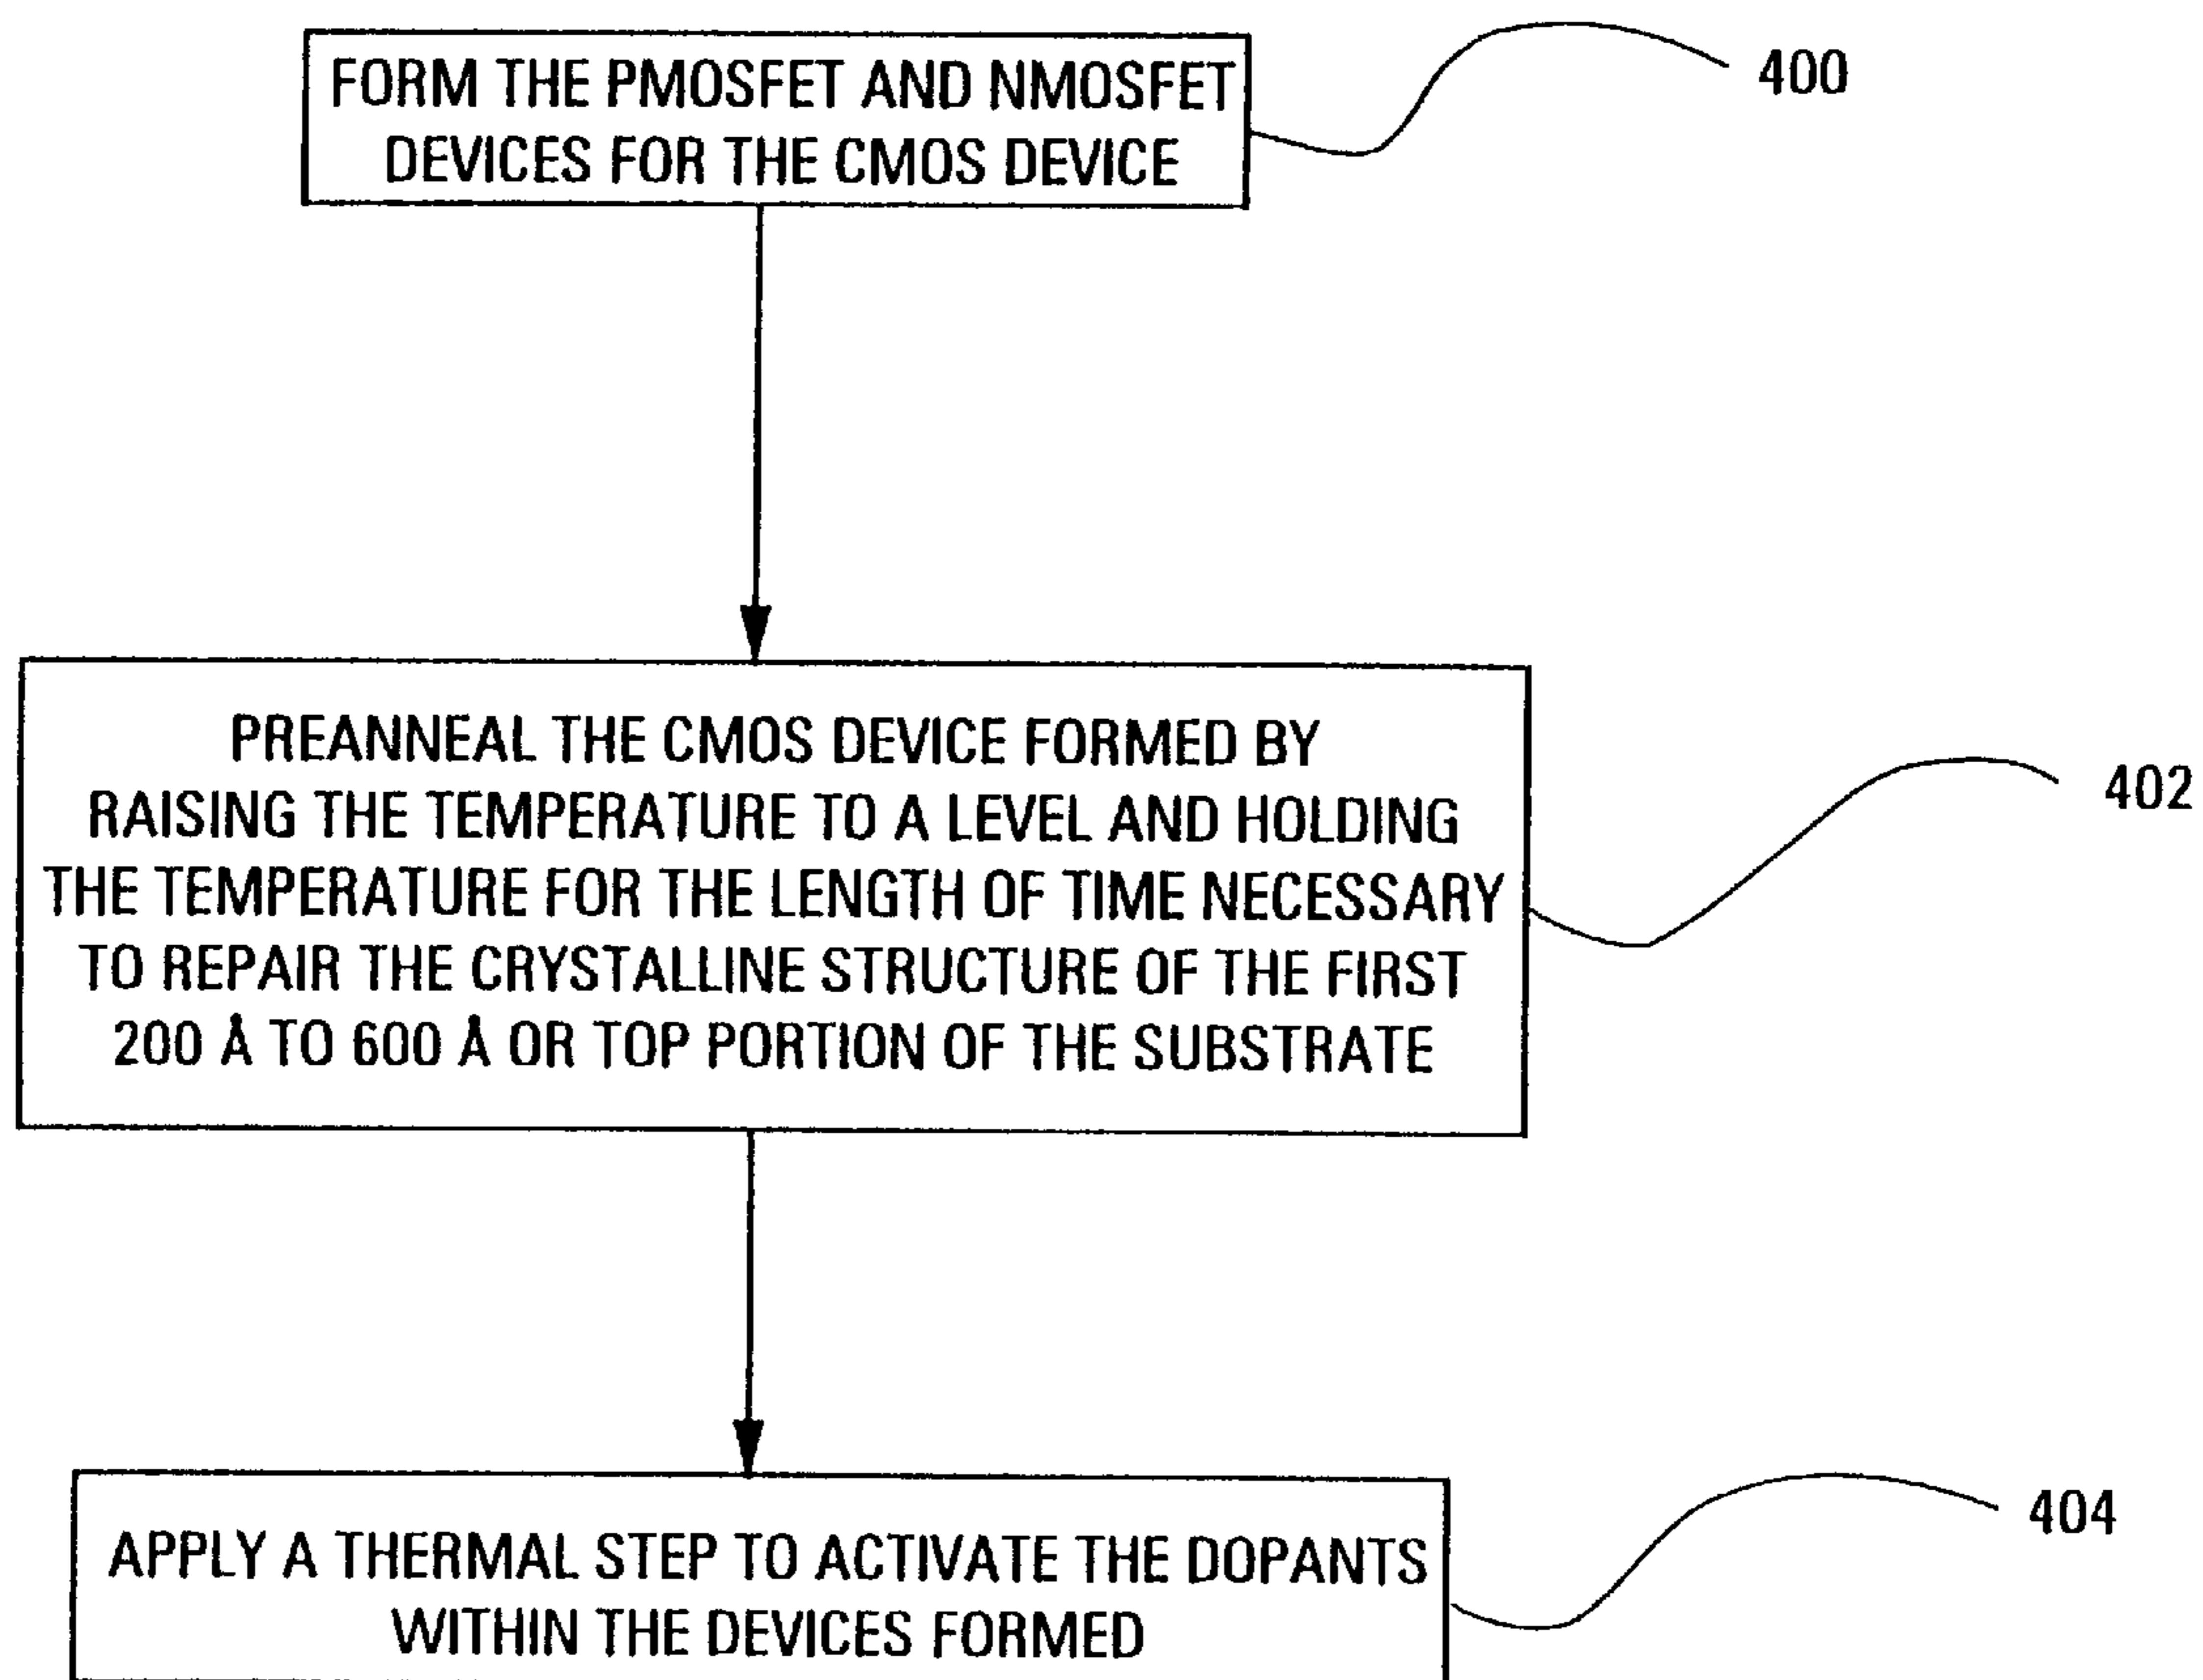 FORM THE PMOSFET AND NMOSFET
DEVICES FOR THE CMOS DEVICE
400
PREANNEAL THE CMOS DEVICE FORMED BY
RAISING THE TEMPERATURE TO A LEVEL AND HOLDING
THE TEMPERATURE FOR THE LENGTH OF TIME NECESSARY
TO REPAIR THE CRYSTALLINE STRUCTURE OF THE FIRST
200 Å TO 600 Å OR TOP PORTION OF THE SUBSTRATE
402
APPLY A THERMAL STEP TO ACTIVATE THE DOPANTS
WITHIN THE DEVICES FORMED
404